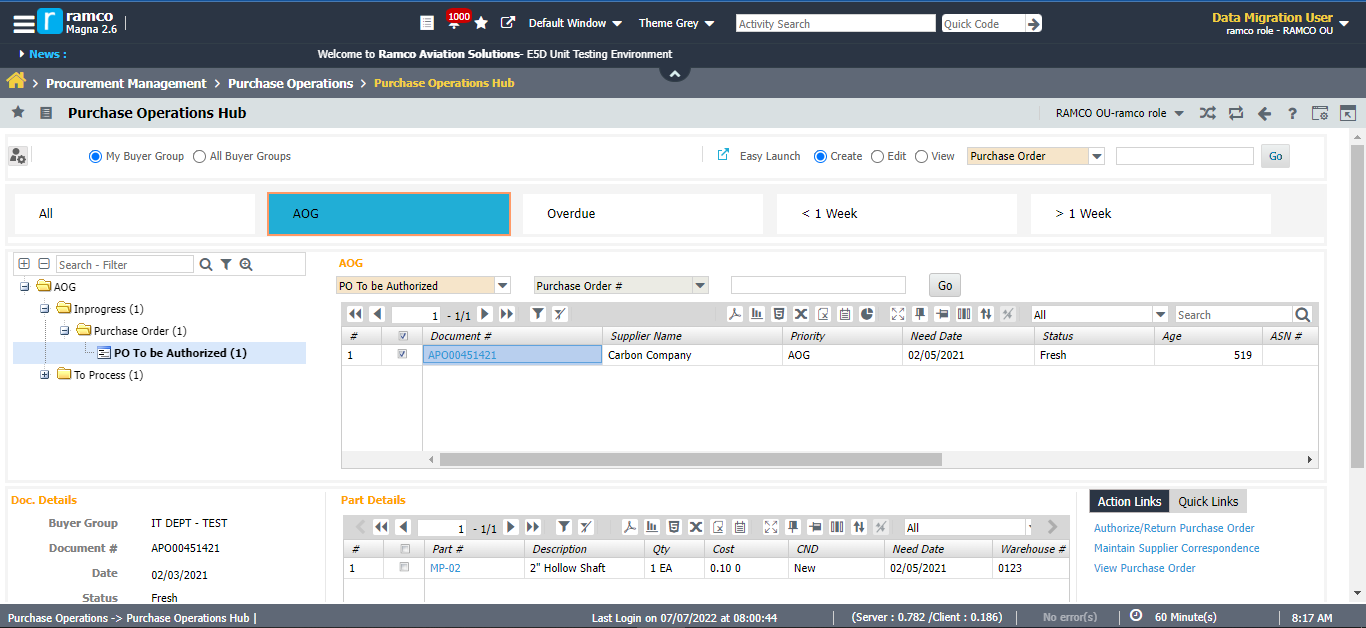 ramco
Magna 2.6
1000
Default Window
Theme Grey
Activity Search
Quick Code
Data Migration User
ramco role - RAMCO OU
News :
Welcome to Ramco Aviation Solutions- E5D Unit Testing Environment
Procurement Management > Purchase Operations > Purchase Operations Hub
Purchase Operations Hub
RAMCO OU-ramco role
My Buyer Group
All Buyer Groups
Easy Launch
Create
Edit
View
Purchase Order
Go
All
AOG
Overdue
< 1 Week
> 1 Week
Search - Filter
AOG
Inprogress (1)
Purchase Order (1)
PO To be Authorized (1)
To Process (1)
AOG
PO To be Authorized
Purchase Order #
Go
1 - 1/1
All
Search
# Document # Supplier Name Priority Need Date Status Age ASN #
1 APO00451421 Carbon Company AOG 02/05/2021 Fresh 519
Doc. Details
Buyer Group IT DEPT - TEST
Document # APO00451421
Date 02/03/2021
Status Fresh
Part Details
1 - 1/1
All
# Part # Description Qty Cost CND Need Date Warehouse #
1 MP-02 2" Hollow Shaft 1 EA 0.10 0 New 02/05/2021 0123
Action Links
Quick Links
Authorize/Return Purchase Order
Maintain Supplier Correspondence
View Purchase Order
Purchase Operations -> Purchase Operations Hub |
Last Login on 07/07/2022 at 08:00:44
(Server : 0.782 /Client : 0.186)
No error(s)
60 Minute(s)
8:17 AM